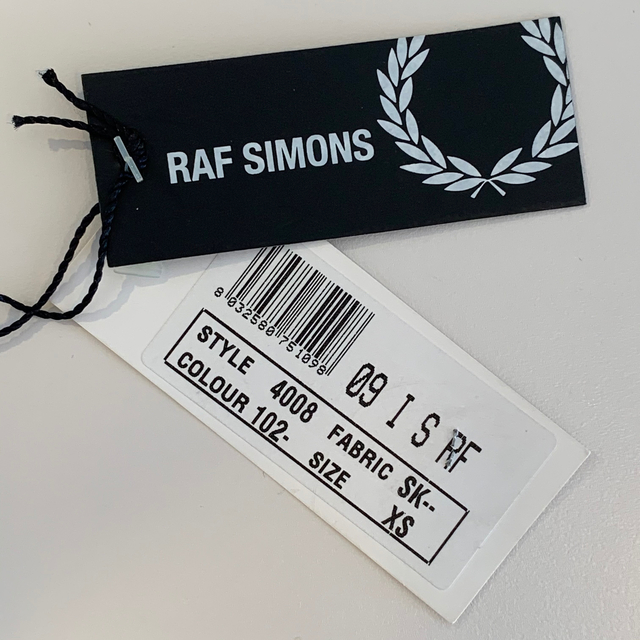 RAF SIMONS
8 032580 751098
09 I S RF
STYLE 4008 FABRIC SK--
COLOUR 102- SIZE XS